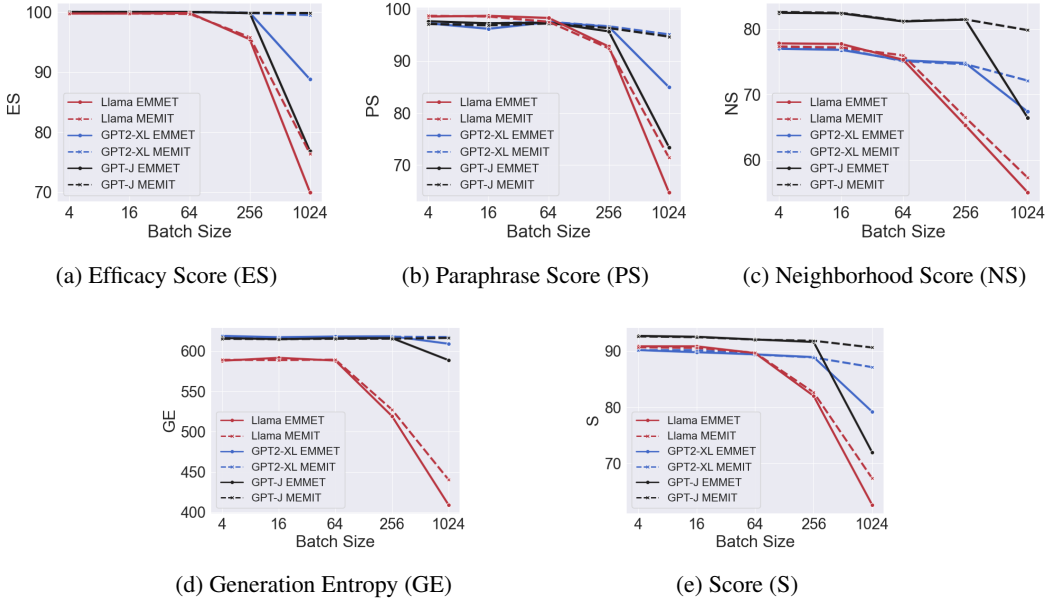 100
90
80
70
ES
Llama EMMET
Llama MEMIT
GPT2-XL EMMET
GPT2-XL MEMIT
GPT-J EMMET
GPT-J MEMIT
4 16 64 256 1024
Batch Size
(a) Efficacy Score (ES)
100
90
80
70
PS
Llama EMMET
Llama MEMIT
GPT2-XL EMMET
GPT2-XL MEMIT
GPT-J EMMET
GPT-J MEMIT
4 16 64 256 1024
Batch Size
(b) Paraphrase Score (PS)
80
70
60
NS
Llama EMMET
Llama MEMIT
GPT2-XL EMMET
GPT2-XL MEMIT
GPT-J EMMET
GPT-J MEMIT
4 16 64 256 1024
Batch Size
(c) Neighborhood Score (NS)
600
550
500
450
400
GE
Llama EMMET
Llama MEMIT
GPT2-XL EMMET
GPT2-XL MEMIT
GPT-J EMMET
GPT-J MEMIT
4 16 64 256 1024
Batch Size
(d) Generation Entropy (GE)
90
80
70
S
Llama EMMET
Llama MEMIT
GPT2-XL EMMET
GPT2-XL MEMIT
GPT-J EMMET
GPT-J MEMIT
4 16 64 256 1024
Batch Size
(e) Score (S)